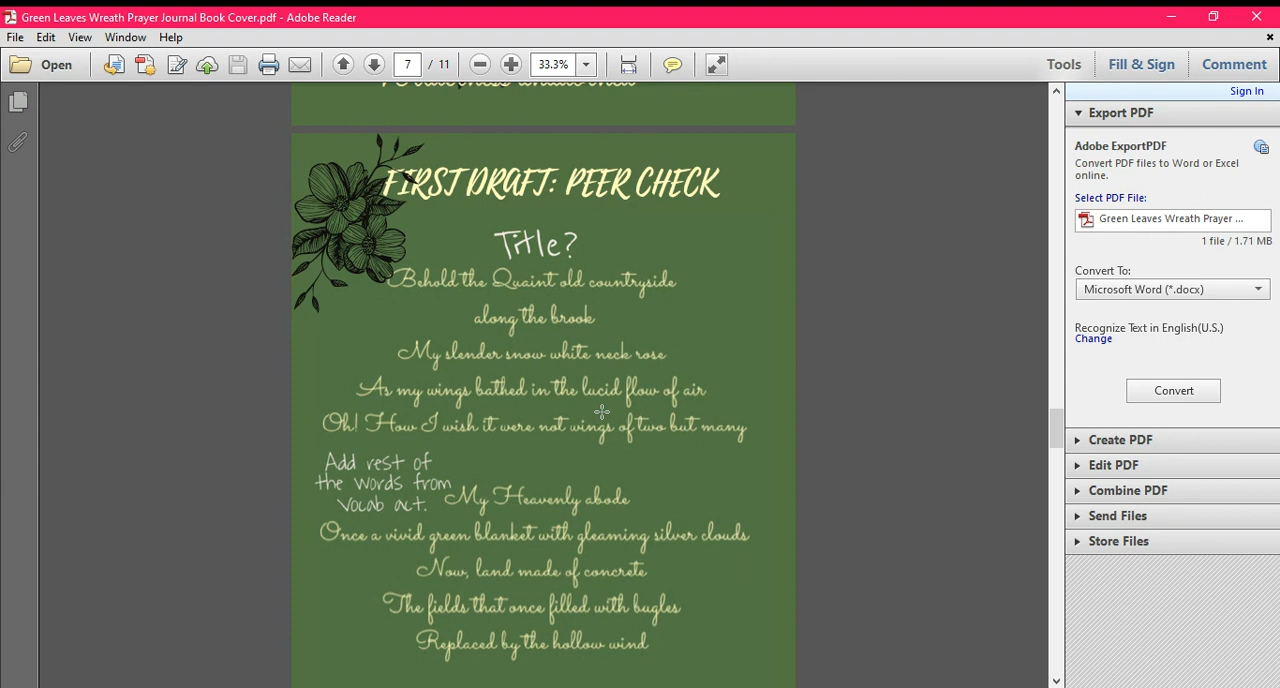 Green Leaves Wreath Prayer Journal Book Cover.pdf - Adobe Reader
File Edit View Window Help
Open 7 / 11 33.3% Tools Fill & Sign Comment
Sign In
Export PDF
Adobe ExportPDF
Convert PDF files to Word or Excel
online.
Select PDF File:
Green Leaves Wreath Prayer ...
1 file / 1.71 MB
Convert To:
Microsoft Word (*.docx)
Recognize Text in English(U.S.)
Change
Convert
Create PDF
Edit PDF
Combine PDF
Send Files
Store Files
FIRST DRAFT: PEER CHECK
Title?
Behold the Quaint old countryside
along the brook
My slender snow white neck rose
As my wings bathed in the lucid flow of air
Oh! How I wish it were not wings of two but many
Add rest of
the words from
vocab act.
My Heavenly abode
Once a vivid green blanket with gleaming silver clouds
Now, land made of concrete
The fields that once filled with bugles
Replaced by the hollow wind